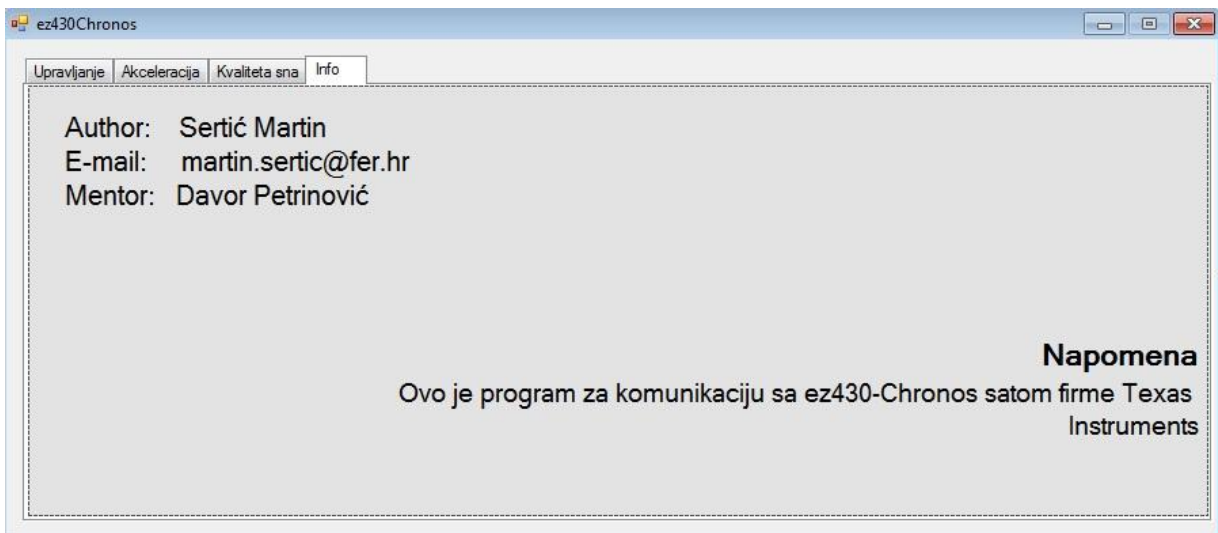 ez430Chronos
Upravljanje Akceleracija Kvaliteta sna Info
Author: Sertić Martin
E-mail: martin.sertic@fer.hr
Mentor: Davor Petrinović
Napomena
Ovo je program za komunikaciju sa ez430-Chronos satom firme Texas
Instruments